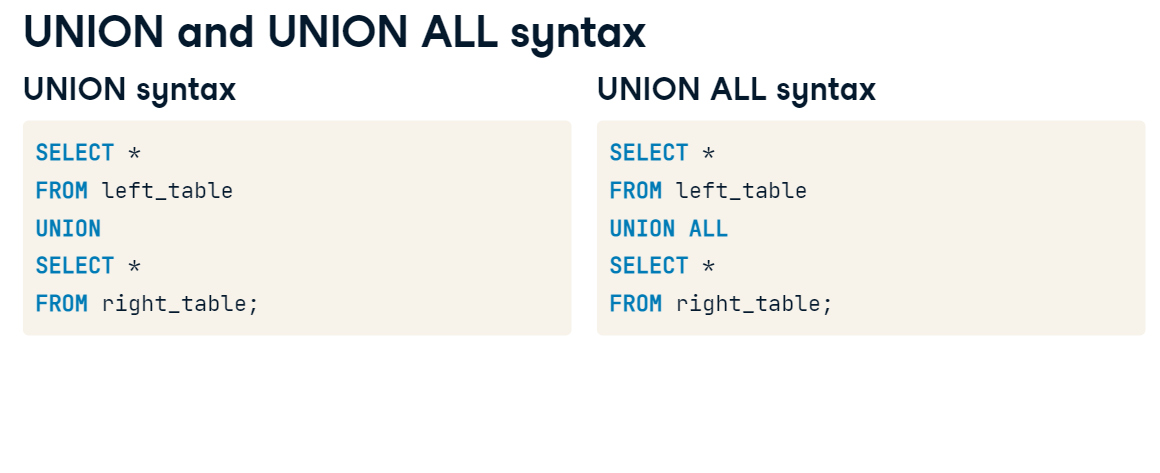 UNION and UNION ALL syntax
UNION syntax
SELECT *
FROM left_table
UNION
SELECT *
FROM right_table;
UNION ALL syntax
SELECT *
FROM left_table
UNION ALL
SELECT *
FROM right_table;